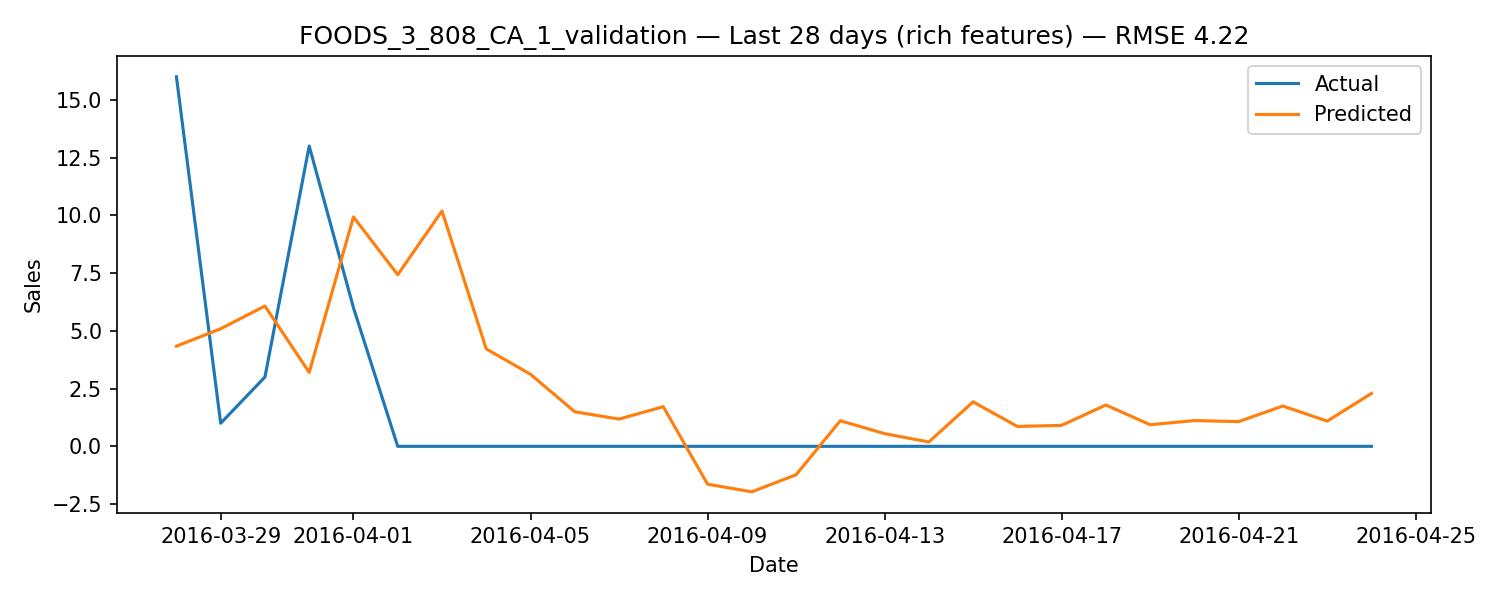 FOODS_3_808_CA_1_validation — Last 28 days (rich features) — RMSE 4.22
Actual
Predicted
15.0
12.5
10.0
7.5
5.0
2.5
0.0
−2.5
Sales
2016-03-29 2016-04-01 2016-04-05 2016-04-09 2016-04-13 2016-04-17 2016-04-21 2016-04-25
Date